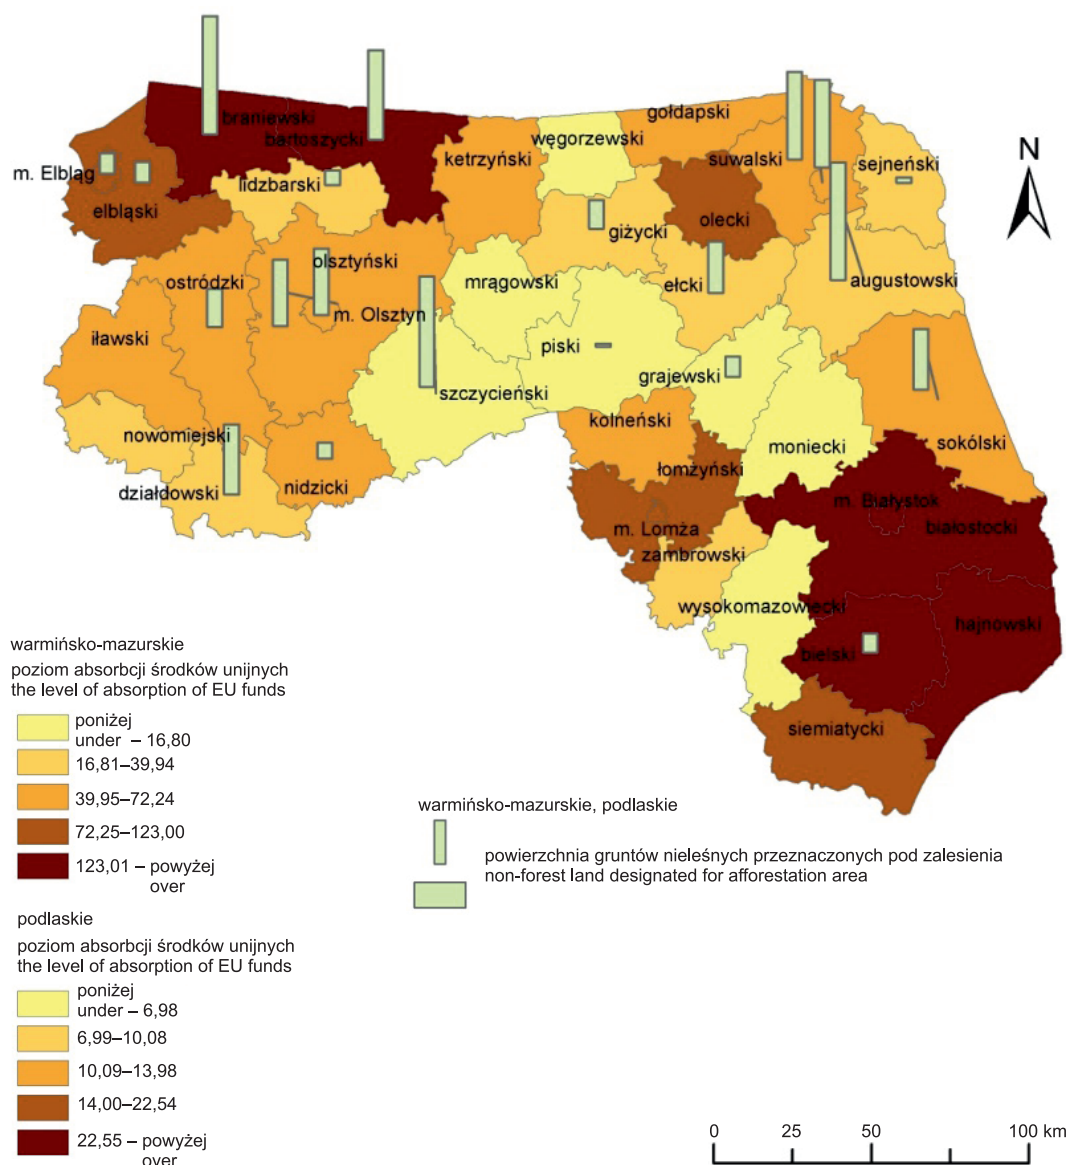 braniewski
bartoszycki
gołdapski
węgorzewski
N
ketrzyński
suwalski
sejneński
m. Elbląg
lidzbarski
elbląski
olecki
giżycki
olsztyński
ostródzki
mrągowski
ełcki
augustowski
m. Olsztyn
iławski
piski
grajewski
szczycieński
kolneński
nowomiejski
moniecki
sokólski
łomżyński
działdowski
nidzicki
m. Białystok
m. Lomża
białostocki
zambrowski
wysokomazowiecki
hajnowski
bielski
siemiatycki
warmińsko-mazurskie
poziom absorbcji środków unijnych
the level of absorption of EU funds
poniżej
under – 16,80
16,81–39,94
39,95–72,24
72,25–123,00
123,01 – powyżej
over
warmińsko-mazurskie, podlaskie
powierzchnia gruntów nieleśnych przeznaczonych pod zalesienia
non-forest land designated for afforestation area
podlaskie
poziom absorbcji środków unijnych
the level of absorption of EU funds
poniżej
under – 6,98
6,99–10,08
10,09–13,98
14,00–22,54
22,55 – powyżej
over
0 25 50 100 km